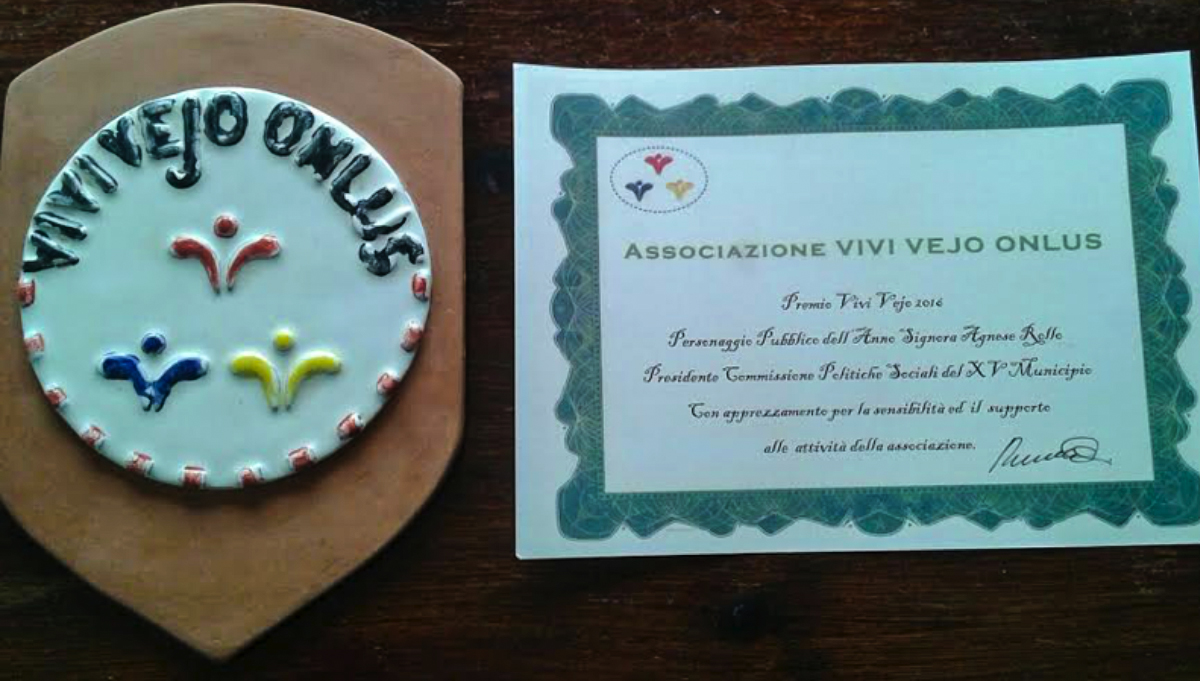 VIVI VEJO ONLUS
ASSOCIAZIONE VIVI VEJO ONLUS
Premio Vivi Vejo 2016
Personaggio Pubblico dell'Anno Signora Agnese Rollo
Presidente Commissione Politiche Sociali del XV Municipio
Con apprezzamento per la sensibilità ed il supporto
alle attività della associazione.